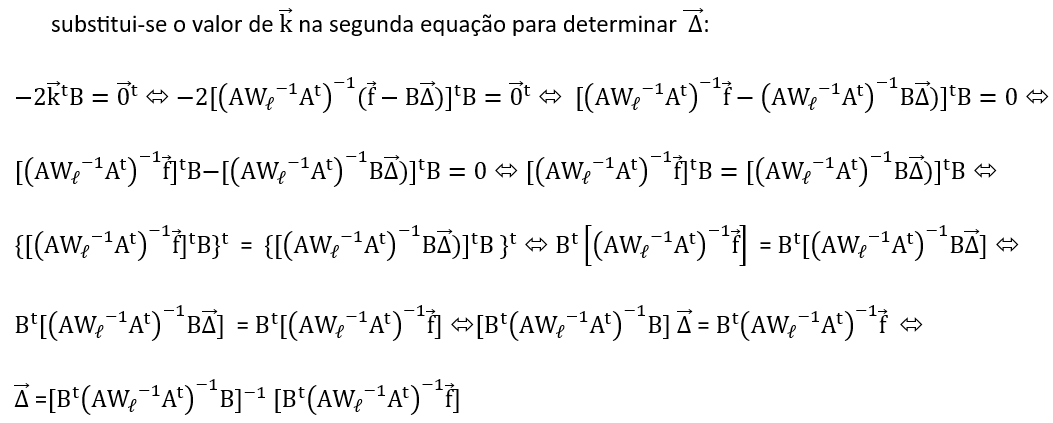 substitui-se o valor de k⃗ na segunda equação para determinar Δ⃗:
−2k⃗ᵗB = 0⃗ᵗ ⇔ −2[(AWℓ⁻¹Aᵗ)⁻¹(f⃗ − BΔ⃗)]ᵗB = 0⃗ᵗ ⇔ [(AWℓ⁻¹Aᵗ)⁻¹f⃗ − (AWℓ⁻¹Aᵗ)⁻¹BΔ⃗)]ᵗB = 0 ⇔
[(AWℓ⁻¹Aᵗ)⁻¹f⃗]ᵗB−[(AWℓ⁻¹Aᵗ)⁻¹BΔ⃗)]ᵗB = 0 ⇔ [(AWℓ⁻¹Aᵗ)⁻¹f⃗]ᵗB = [(AWℓ⁻¹Aᵗ)⁻¹BΔ⃗)]ᵗB ⇔
{[(AWℓ⁻¹Aᵗ)⁻¹f⃗]ᵗB}ᵗ = {[(AWℓ⁻¹Aᵗ)⁻¹BΔ⃗)]ᵗB }ᵗ ⇔ Bᵗ[(AWℓ⁻¹Aᵗ)⁻¹f⃗] = Bᵗ[(AWℓ⁻¹Aᵗ)⁻¹BΔ⃗] ⇔
Bᵗ[(AWℓ⁻¹Aᵗ)⁻¹BΔ⃗] = Bᵗ[(AWℓ⁻¹Aᵗ)⁻¹f⃗] ⇔[Bᵗ(AWℓ⁻¹Aᵗ)⁻¹B] Δ⃗ = Bᵗ(AWℓ⁻¹Aᵗ)⁻¹f⃗ ⇔
Δ⃗ =[Bᵗ(AWℓ⁻¹Aᵗ)⁻¹B]⁻¹ [Bᵗ(AWℓ⁻¹Aᵗ)⁻¹f⃗]